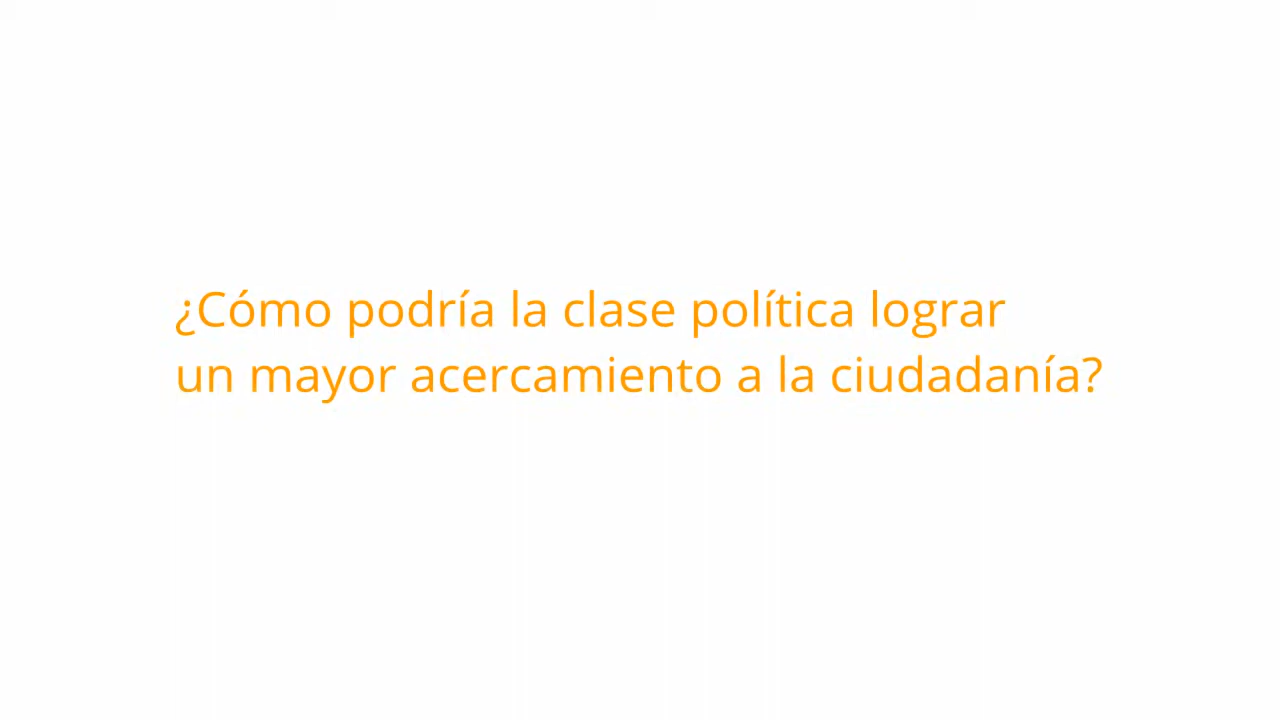 ¿Cómo podría la clase política lograr
un mayor acercamiento a la ciudadanía?